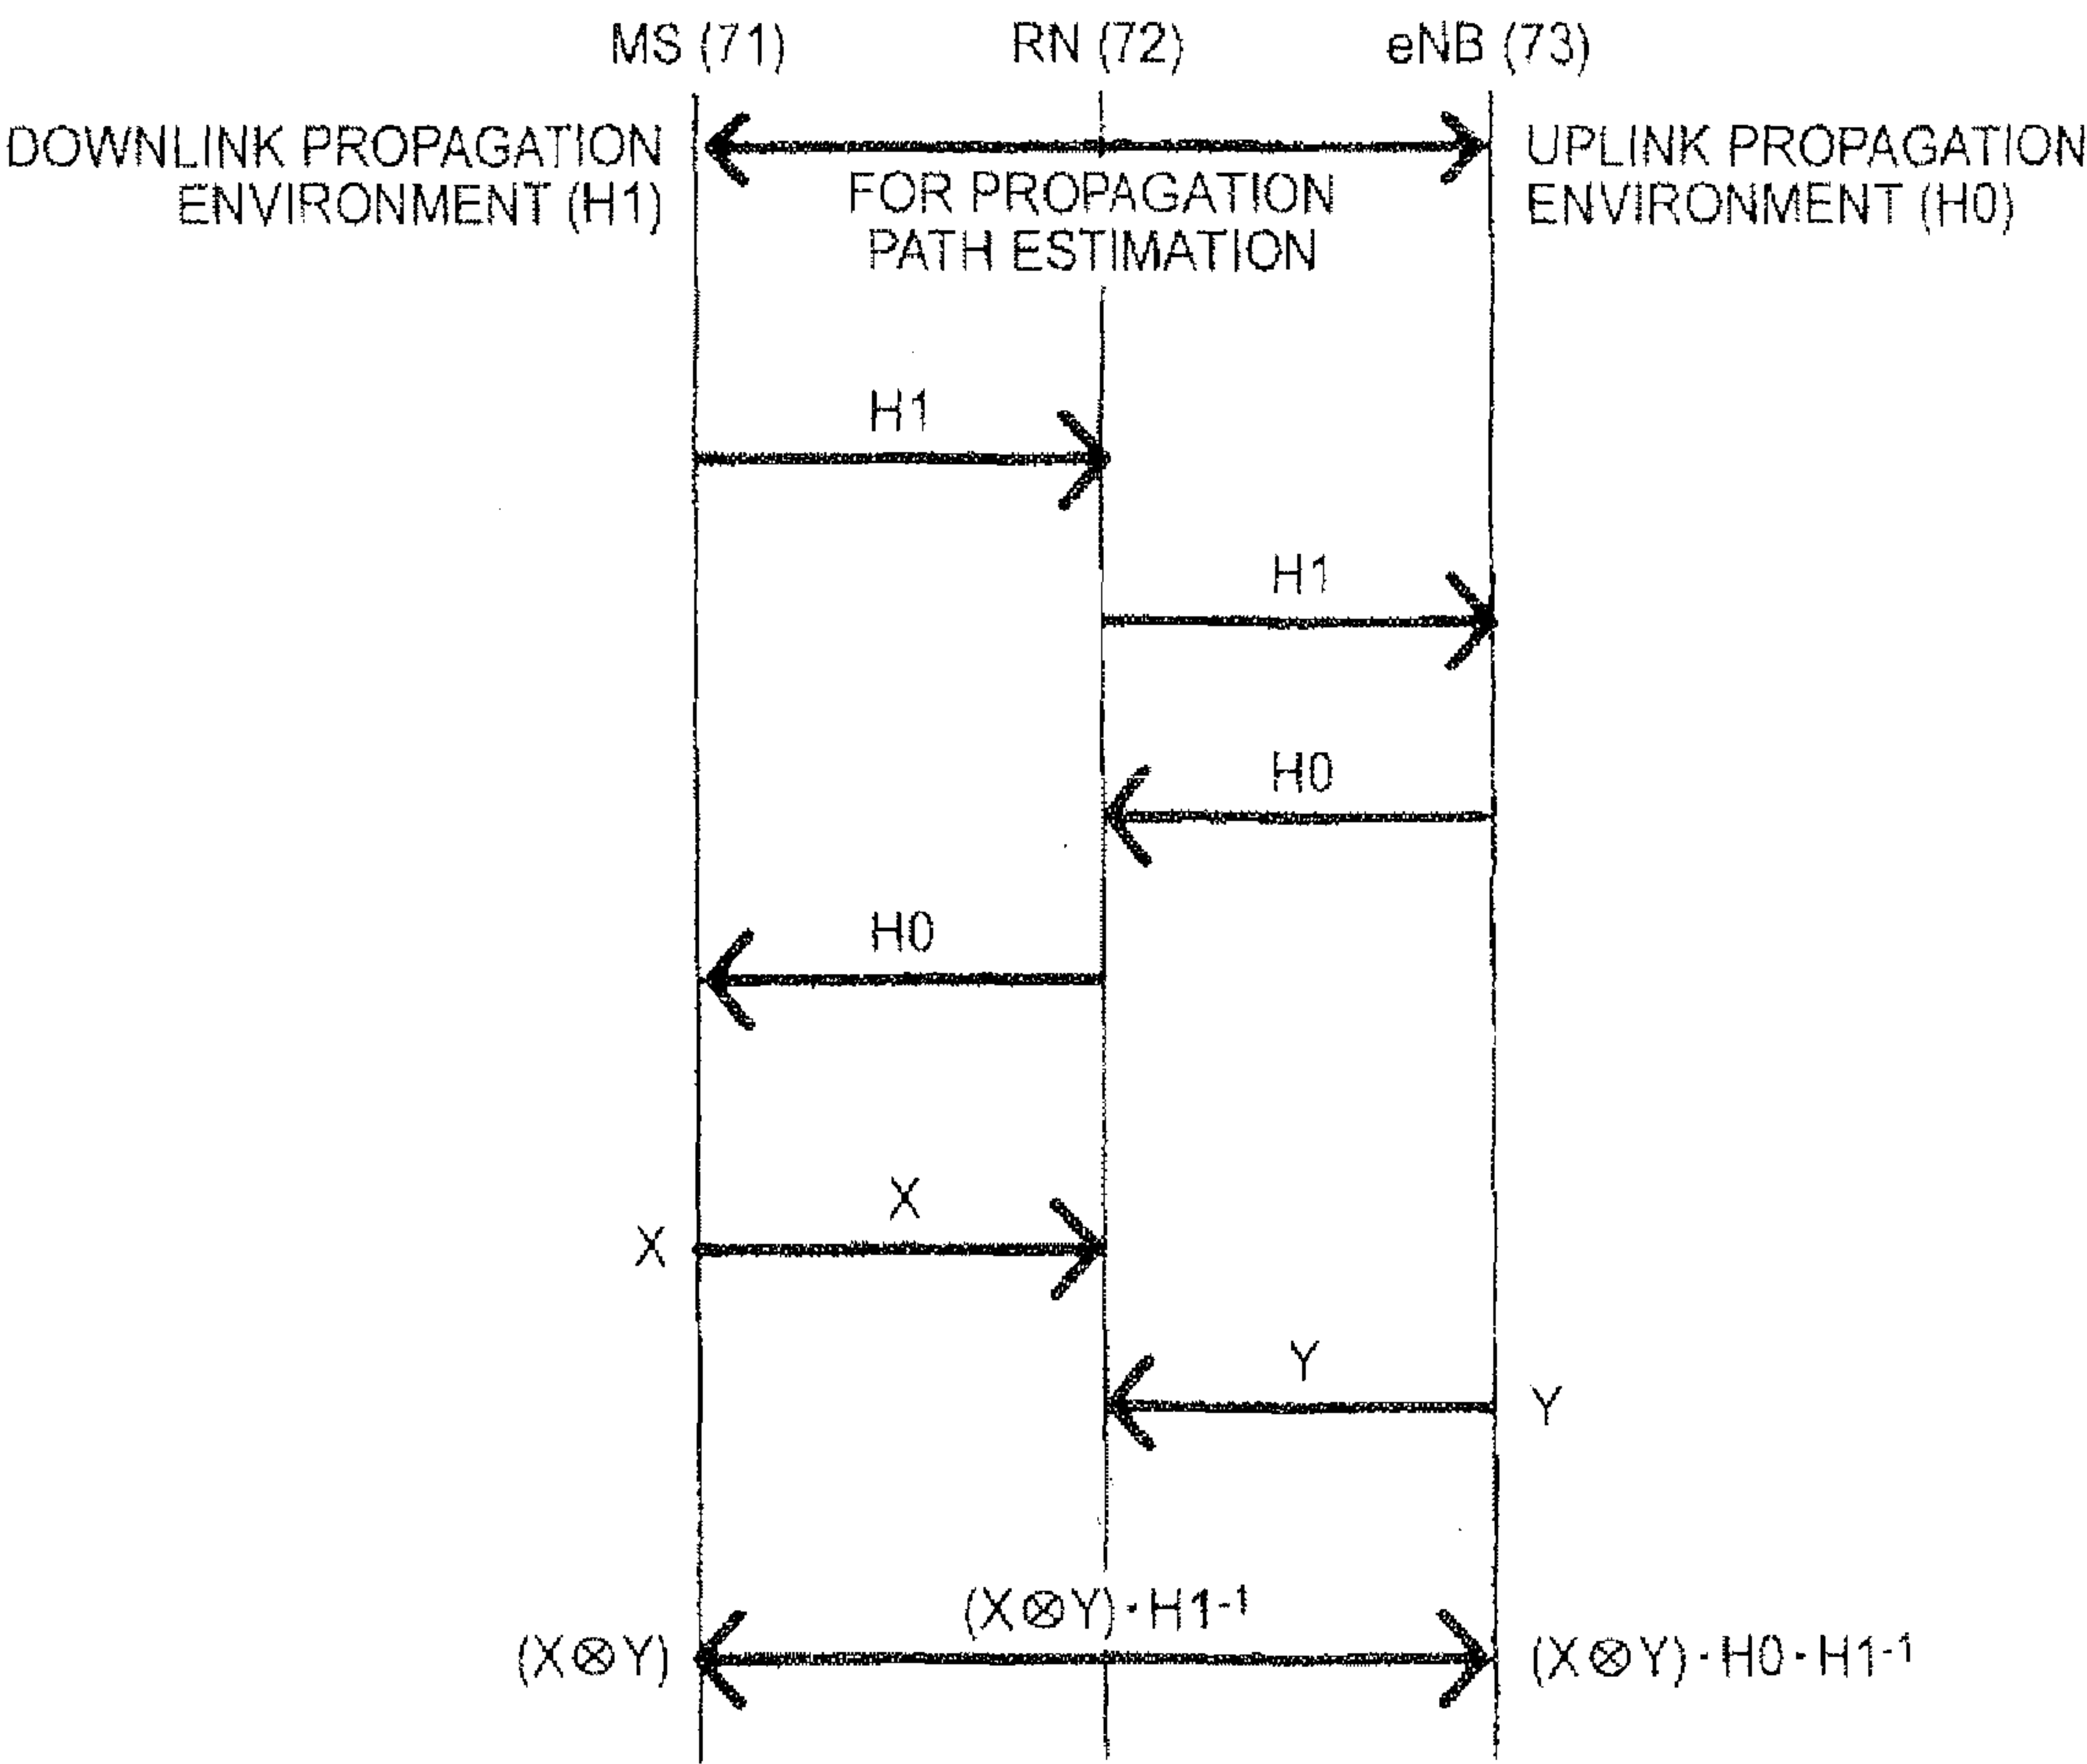 MS (71) RN (72) eNB (73)
DOWNLINK PROPAGATION
ENVIRONMENT (H1)
FOR PROPAGATION
PATH ESTIMATION
UPLINK PROPAGATION
ENVIRONMENT (H0)
H1
H1
H0
H0
X
X
Y
Y
(X⊗Y)·H1⁻¹
(X⊗Y)
(X⊗Y)·H0·H1⁻¹